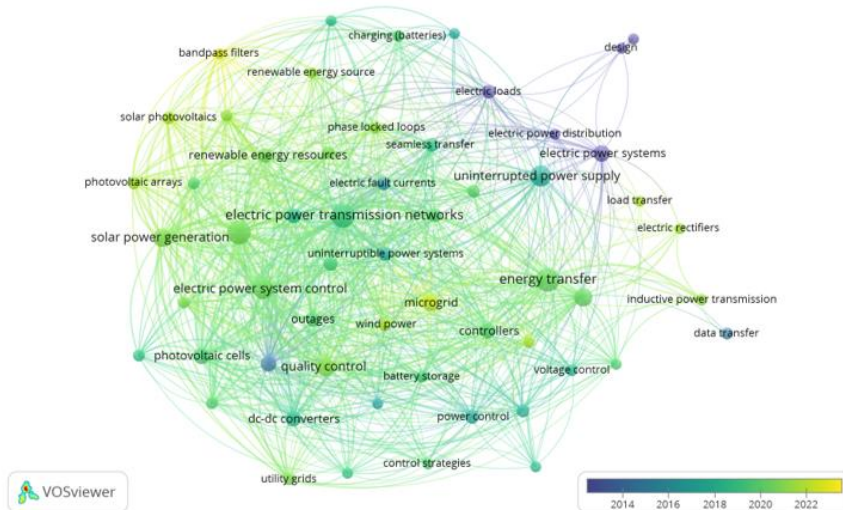 bandpass filters
charging (batteries)
design
renewable energy source
electric loads
solar photovoltaics
phase locked loops
electric power distribution
seamless transfer
renewable energy resources
electric power systems
uninterrupted power supply
photovoltaic arrays
electric fault currents
load transfer
electric power transmission networks
electric rectifiers
solar power generation
uninterruptible power systems
energy transfer
electric power system control
microgrid
inductive power transmission
outages
wind power
controllers
data transfer
photovoltaic cells
quality control
voltage control
battery storage
dc-dc converters
power control
control strategies
utility grids
VOSviewer
2014 2016 2018 2020 2022